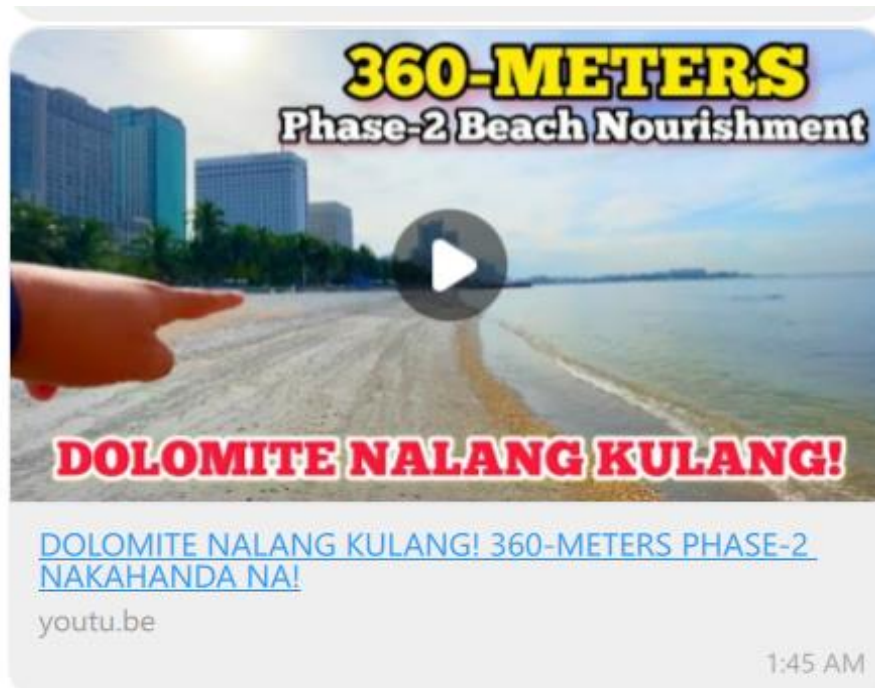 360-METERS
Phase-2 Beach Nourishment
DOLOMITE NALANG KULANG!
DOLOMITE NALANG KULANG! 360-METERS PHASE-2
NAKAHANDA NA!
youtu.be
1:45 AM